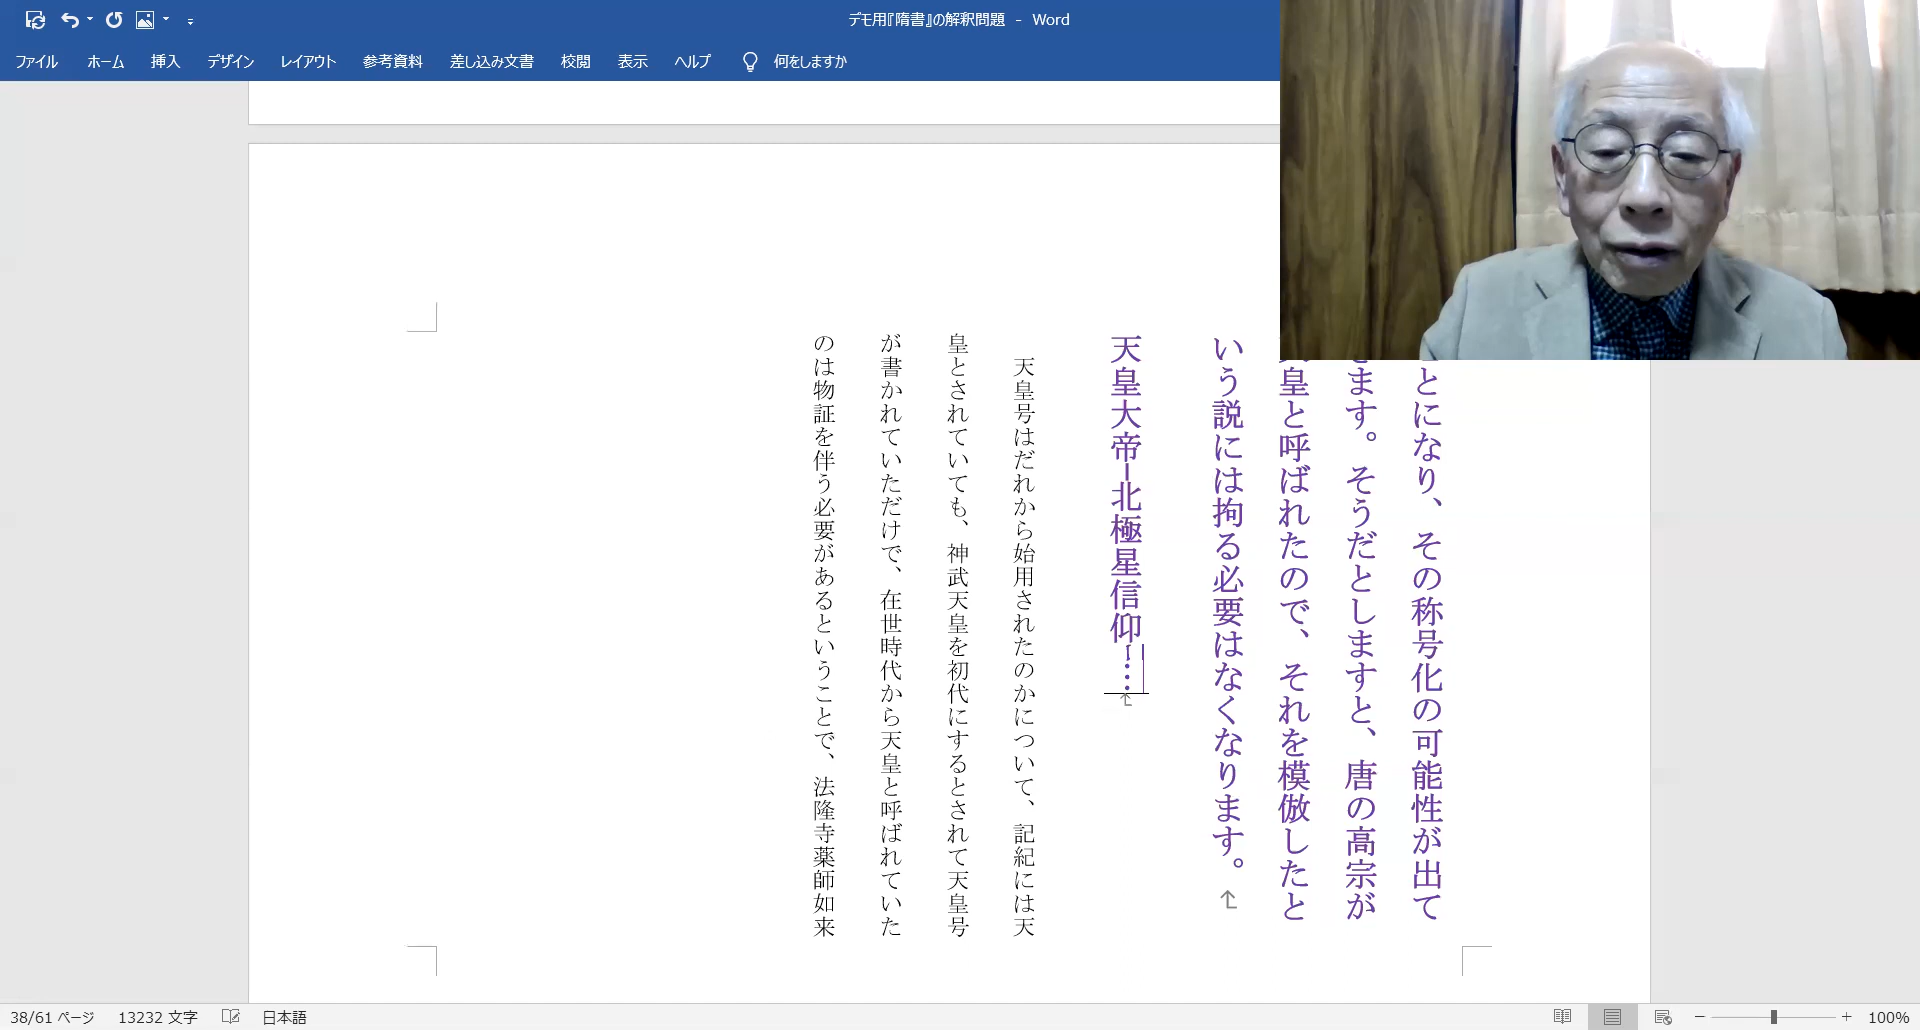 デモ用『隋書』の解釈問題 - Word
ファイル ホーム 挿入 デザイン レイアウト 参考資料 差し込み文書 校閲 表示 ヘルプ 何をしますか
とになり、その称号化の可能性が出て
ます。そうだとしますと、唐の高宗が
皇と呼ばれたので、それを模倣したと
いう説には拘る必要はなくなります。
天皇大帝-北極星信仰……
天皇号はだれから始用されたのかについて、記紀には天
皇とされていても、神武天皇を初代にするとされて天皇号
が書かれていただけで、在世時代から天皇と呼ばれていた
のは物証を伴う必要があるということで、法隆寺薬師如来
38/61 ページ 13232 文字 日本語 100%